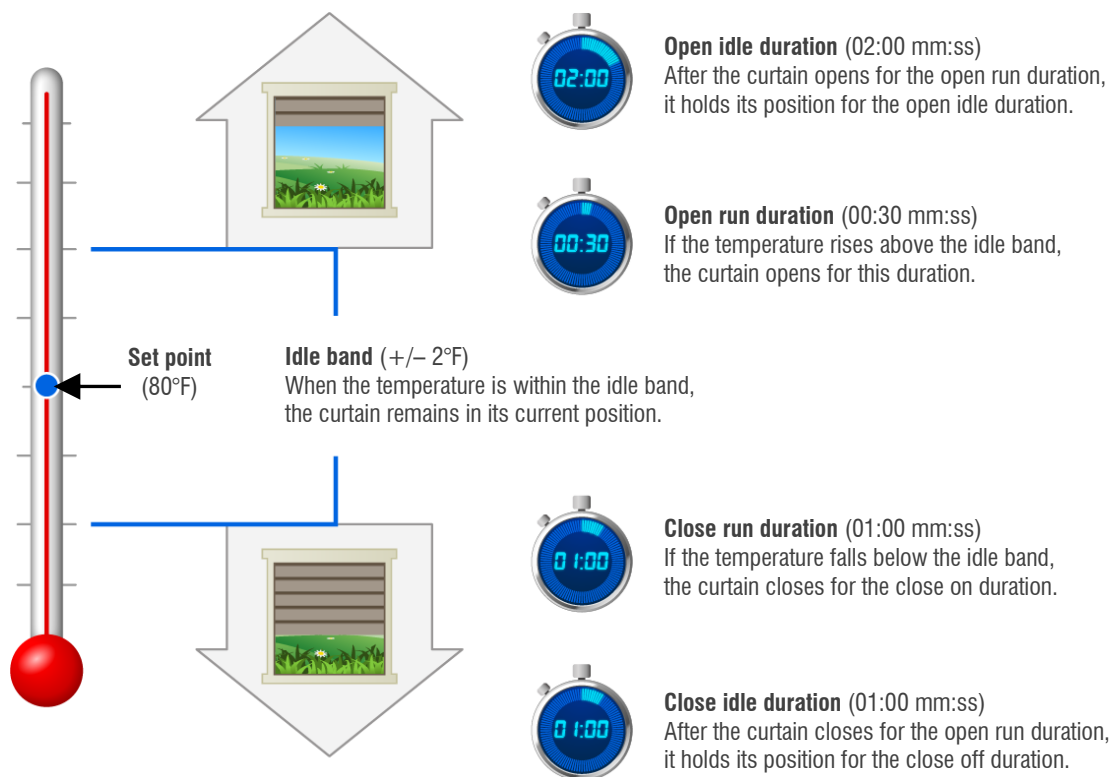 02:00
Open idle duration (02:00 mm:ss)
After the curtain opens for the open run duration,
it holds its position for the open idle duration.
00:30
Open run duration (00:30 mm:ss)
If the temperature rises above the idle band,
the curtain opens for this duration.
Set point
(80°F)
Idle band (+/– 2°F)
When the temperature is within the idle band,
the curtain remains in its current position.
01:00
Close run duration (01:00 mm:ss)
If the temperature falls below the idle band,
the curtain closes for the close on duration.
01:00
Close idle duration (01:00 mm:ss)
After the curtain closes for the open run duration,
it holds its position for the close off duration.